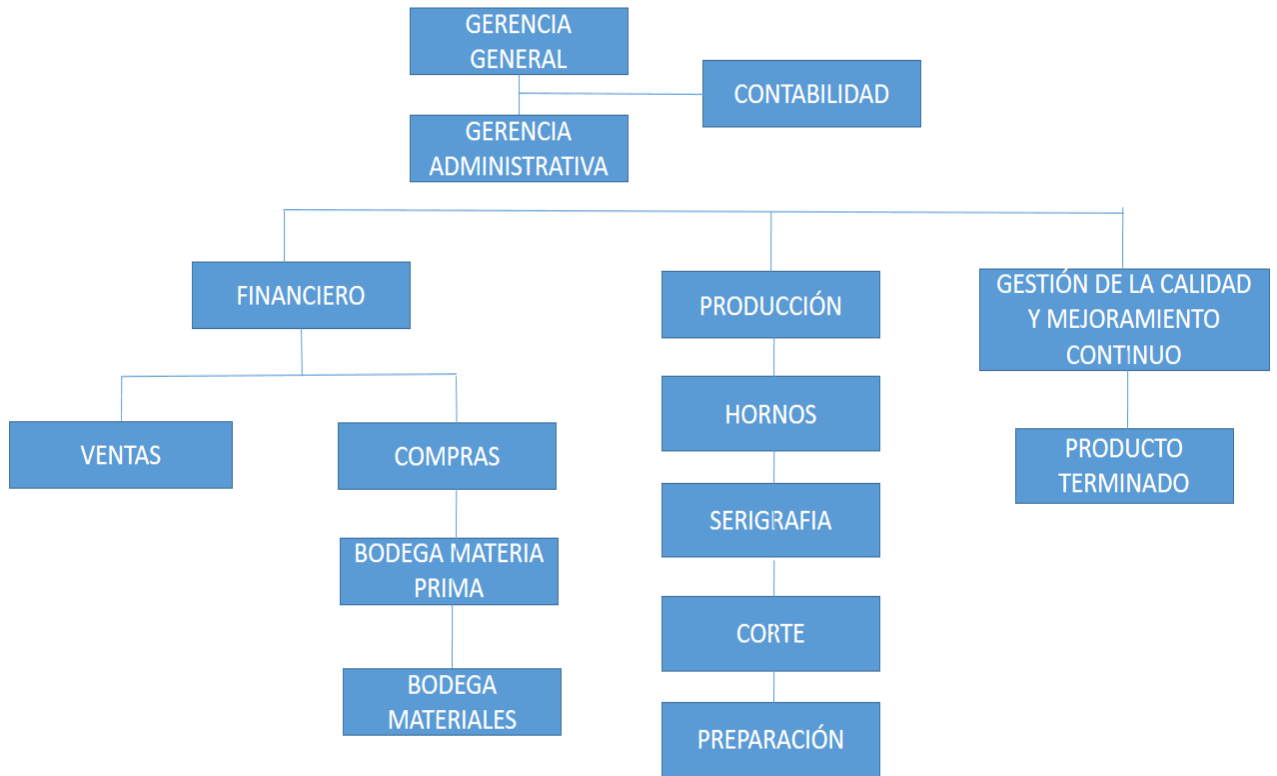 GERENCIA
GENERAL
CONTABILIDAD
GERENCIA
ADMINISTRATIVA
FINANCIERO
PRODUCCIÓN
GESTIÓN DE LA CALIDAD
Y MEJORAMIENTO
CONTINUO
VENTAS
COMPRAS
HORNOS
PRODUCTO
TERMINADO
BODEGA MATERIA
PRIMA
SERIGRAFIA
BODEGA
MATERIALES
CORTE
PREPARACIÓN